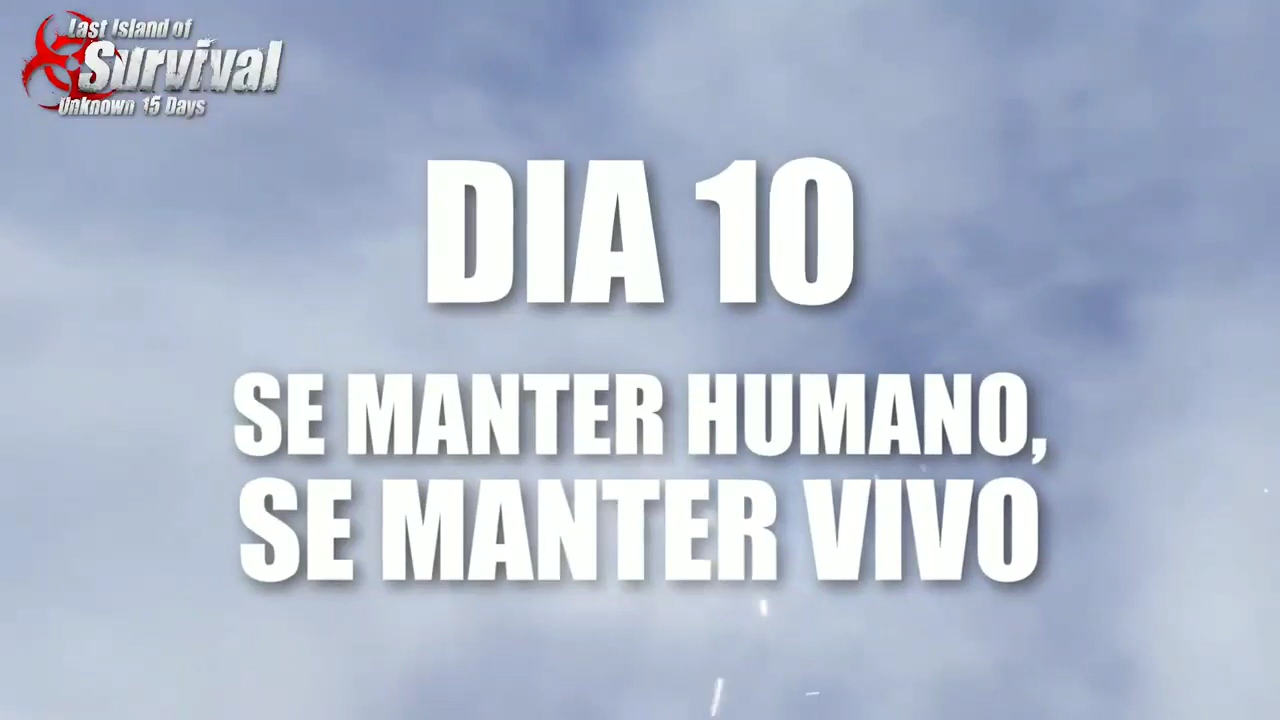 Last Island of
Survival
Unknown 15 Days
DIA 10
SE MANTER HUMANO,
SE MANTER VIVO